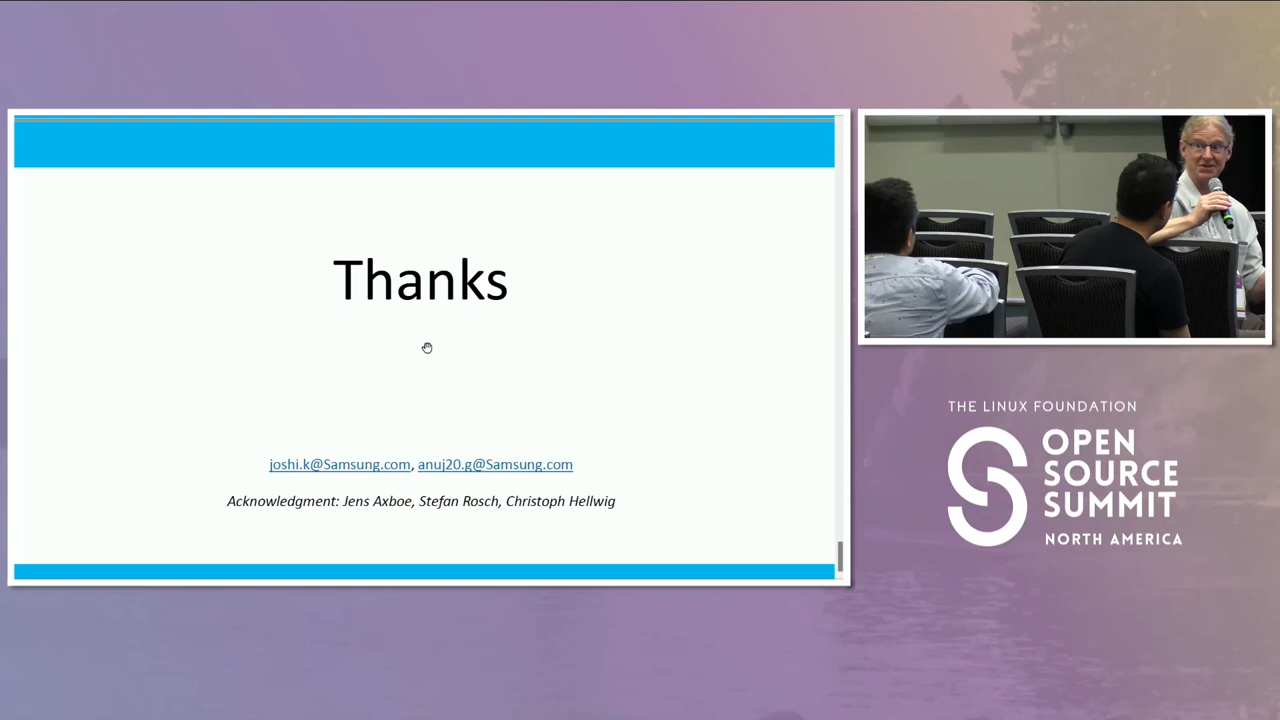 Thanks
joshi.k@Samsung.com, anuj20.g@Samsung.com
Acknowledgment: Jens Axboe, Stefan Rosch, Christoph Hellwig
THE LINUX FOUNDATION
OPEN
SOURCE
SUMMIT
NORTH AMERICA